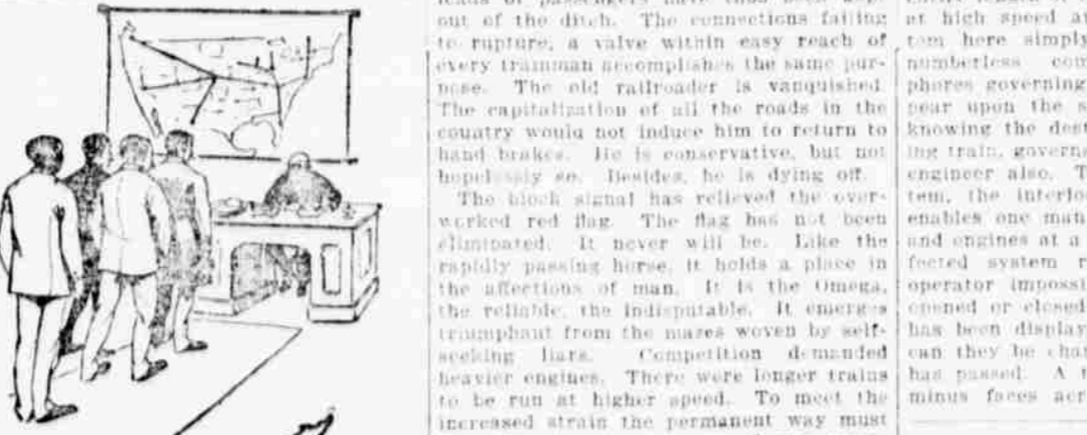 out of the ditch. The connections failing
to rupture, a valve within easy reach of
every trainman accomplishes the same pur-
pose. The old railroader is vanquished.
The capitalization of all the roads in the
country would not induce him to return to
hand brakes. He is conservative, but not
hopelessly so. Besides, he is dying off.
The block signal has relieved the over-
worked red flag. The flag has not been
eliminated. It never will be. Like the
rapidly passing horse, it holds a place in
the affections of man. It is the Omega,
the reliable, the indisputable. It emerges
triumphant from the mazes woven by self-
seeking liars. Competition demanded
heavier engines. There were longer trains
to be run at higher speed. To meet the
increased strain the permanent way must
at high speed
tem here simply
numberless com
phores governing
pear upon the
knowing the
ing train,
engineer also.
tem, the
enables one
and engines at a
fected system
operator
opened or closed
has been
can they be
has passed. A
minus faces